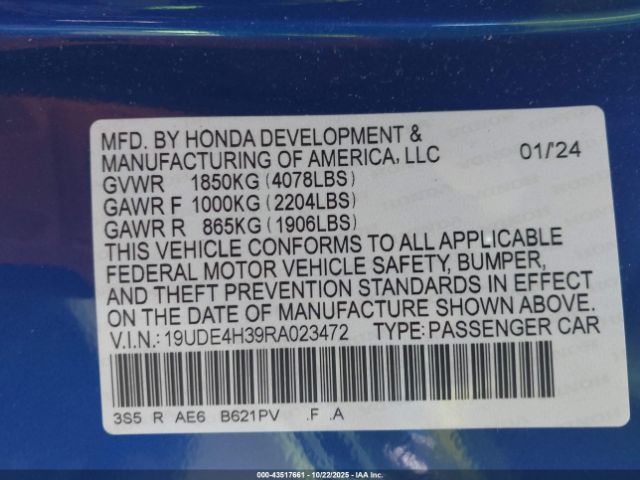 MFD. BY HONDA DEVELOPMENT &
MANUFACTURING OF AMERICA, LLC 01/'24
GVWR 1850KG (4078LBS)
GAWR F 1000KG (2204LBS)
GAWR R 865KG (1906LBS)
THIS VEHICLE CONFORMS TO ALL APPLICABLE
FEDERAL MOTOR VEHICLE SAFETY, BUMPER,
AND THEFT PREVENTION STANDARDS IN EFFECT
ON THE DATE OF MANUFACTURE SHOWN ABOVE.
V.I.N.: 19UDE4H39RA023472 TYPE: PASSENGER CAR
3S5 R AE6 B621PV .F .A
000-43517661 | 10/22/2025 - IAAI.COM